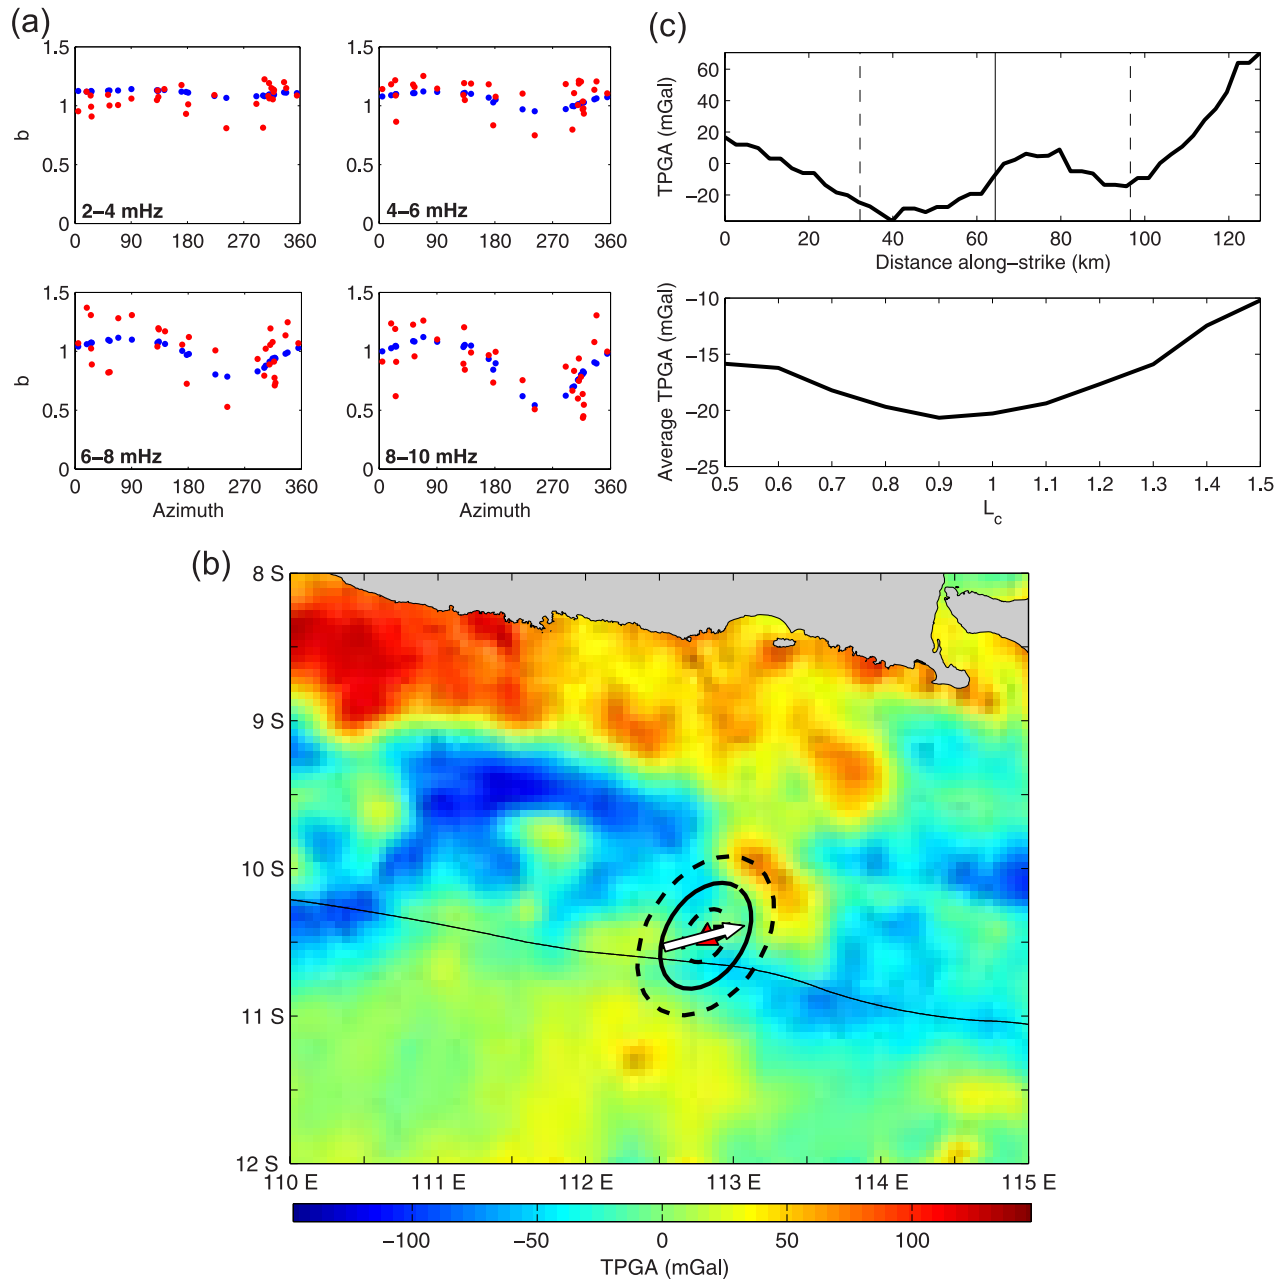 (a)
1.5
1
0.5
0
b
2–4 mHz
0 90 180 270 360
1.5
1
0.5
0
4–6 mHz
0 90 180 270 360
1.5
1
0.5
0
b
6–8 mHz
0 90 180 270 360
Azimuth
1.5
1
0.5
0
8–10 mHz
0 90 180 270 360
Azimuth
(c)
60
40
20
0
−20
TPGA (mGal)
0 20 40 60 80 100 120
Distance along–strike (km)
−10
−15
−20
−25
Average TPGA (mGal)
0.5 0.6 0.7 0.8 0.9 1 1.1 1.2 1.3 1.4 1.5
L_c
(b)
8 S
9 S
10 S
11 S
12 S
110 E 111 E 112 E 113 E 114 E 115 E
−100 −50 0 50 100
TPGA (mGal)